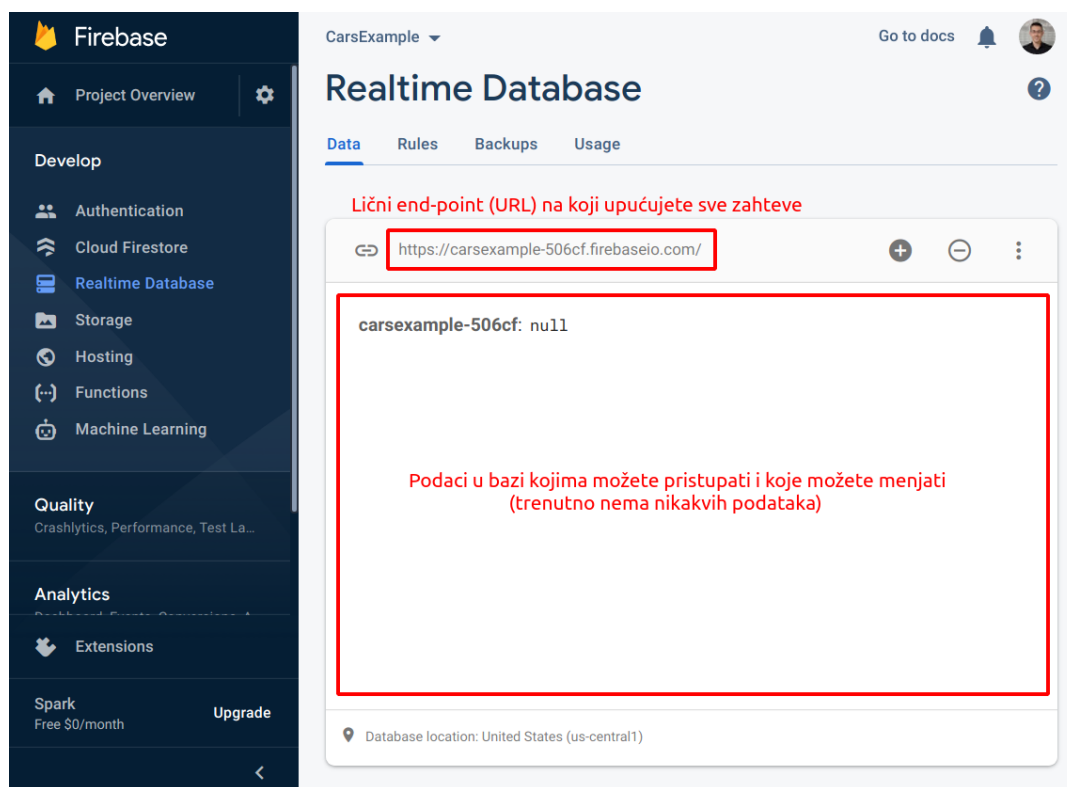 Firebase
Project Overview
Develop
Authentication
Cloud Firestore
Realtime Database
Storage
Hosting
Functions
Machine Learning
Quality
Crashlytics, Performance, Test La...
Analytics
Extensions
Spark
Free $0/month
Upgrade
CarsExample
Go to docs
Realtime Database
Data Rules Backups Usage
Lični end-point (URL) na koji upućujete sve zahteve
https://carsexample-506cf.firebaseio.com/
carsexample-506cf: null
Podaci u bazi kojima možete pristupati i koje možete menjati
(trenutno nema nikakvih podataka)
Database location: United States (us-central1)